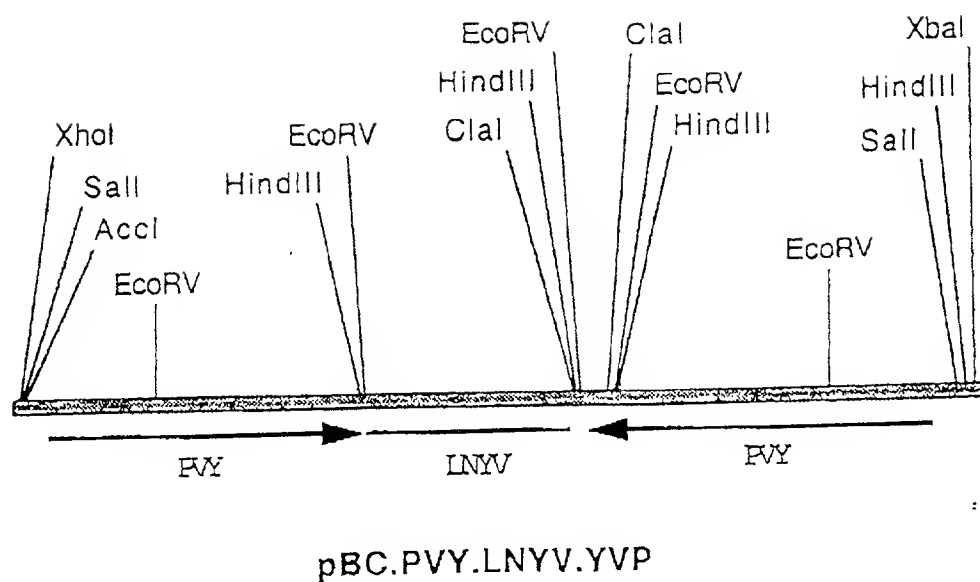 EcoRV
ClaI
XbaI
HindIII
EcoRV
HindIII
XhoI
EcoRV
ClaI
HindIII
SalI
SalI
HindIII
AccI
EcoRV
EcoRV
PVY
LNYV
PVY
pBC.PVY.LNYV.YVP